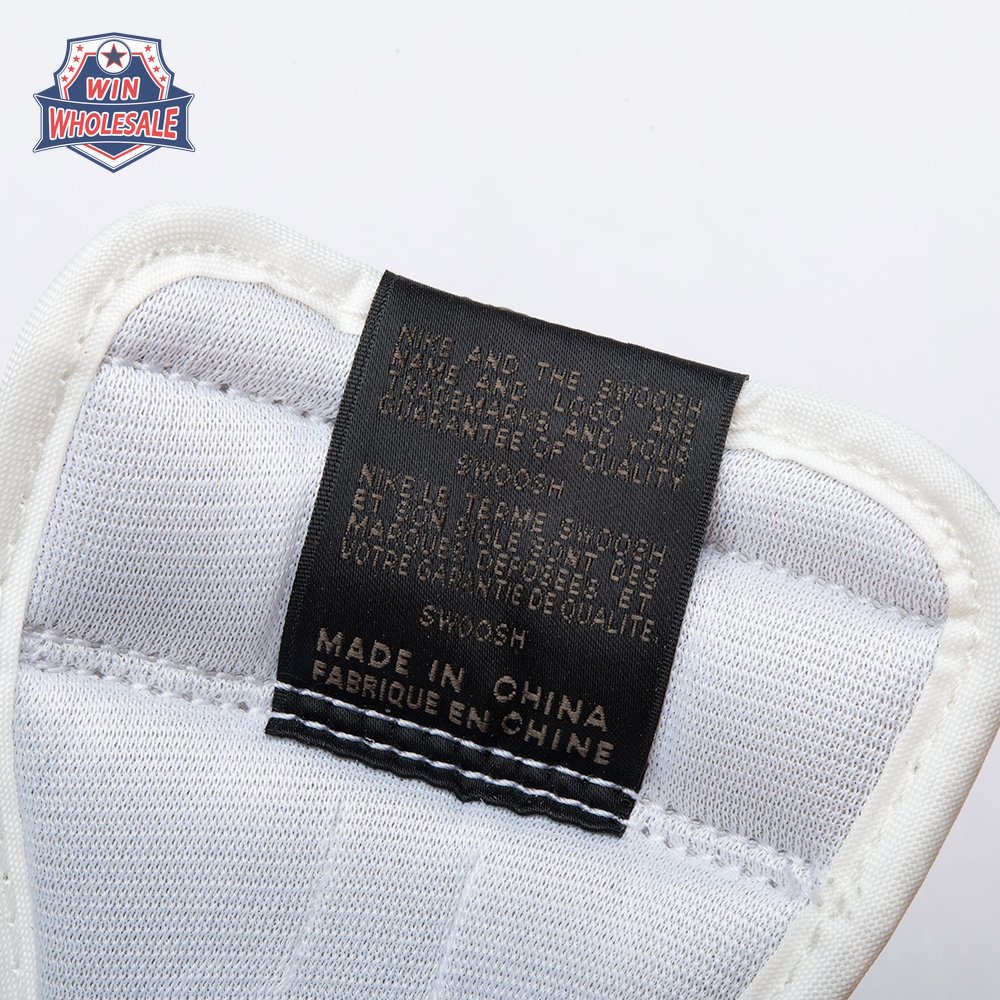 WIN
WHOLESALE
NIKE AND THE SWOOSH
NAME AND LOGO ARE
TRADEMARKS AND YOUR
GUARANTEE OF QUALITY
SWOOSH
NIKE LE TERME SWOOSH
ET SON SIGLE SONT DES
MARQUES DEPOSEES ET
VOTRE GARANTIE DE QUALITE.
SWOOSH
MADE IN CHINA
FABRIQUE EN CHINE